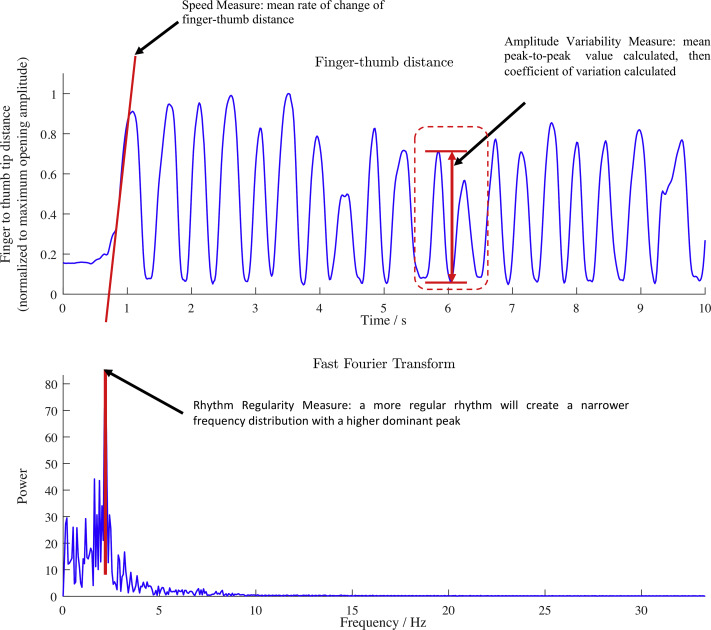 Speed Measure: mean rate of change of
finger-thumb distance
Amplitude Variability Measure: mean
peak-to-peak value calculated, then
coefficient of variation calculated
Finger-thumb distance
Finger to thumb tip distance
(normalized to maximum opening amplitude)
1
0.8
0.6
0.4
0.2
0
0 1 2 3 4 5 6 7 8 9 10
Time / s
Fast Fourier Transform
Rhythm Regularity Measure: a more regular rhythm will create a narrower
frequency distribution with a higher dominant peak
Power
80
70
60
50
40
30
20
10
0
0 5 10 15 20 25 30
Frequency / Hz